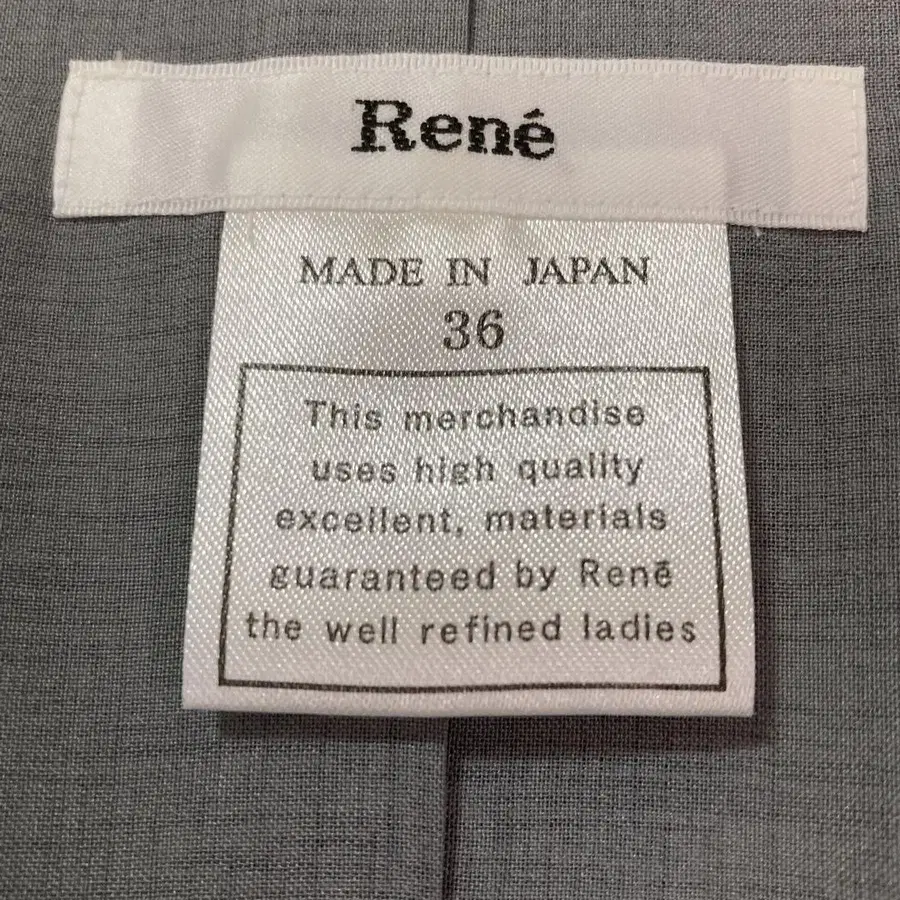 René
MADE IN JAPAN
36
This merchandise
uses high quality
excellent, materials
guaranteed by René
the well refined ladies